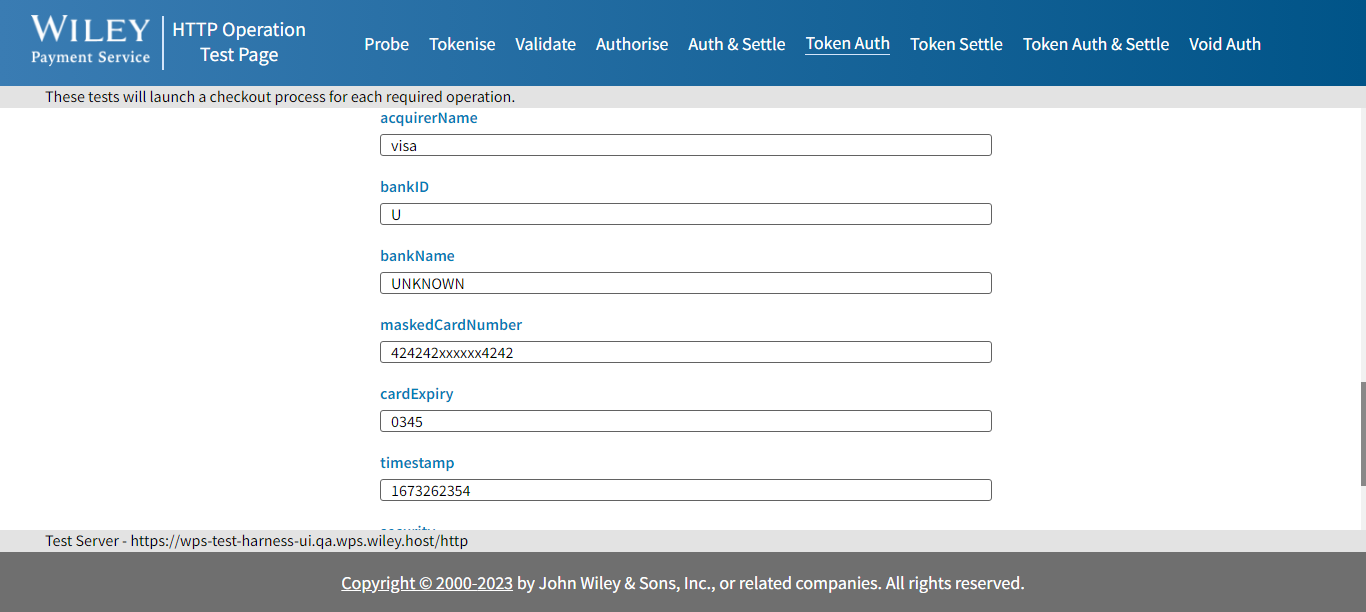 WILEY
Payment Service
HTTP Operation
Test Page
Probe Tokenise Validate Authorise Auth & Settle Token Auth Token Settle Token Auth & Settle Void Auth
These tests will launch a checkout process for each required operation.
acquirerName
visa
bankID
U
bankName
UNKNOWN
maskedCardNumber
424242xxxxxx4242
cardExpiry
0345
timestamp
1673262354
security
Test Server - https://wps-test-harness-ui.qa.wps.wiley.host/http
Copyright © 2000-2023 by John Wiley & Sons, Inc., or related companies. All rights reserved.